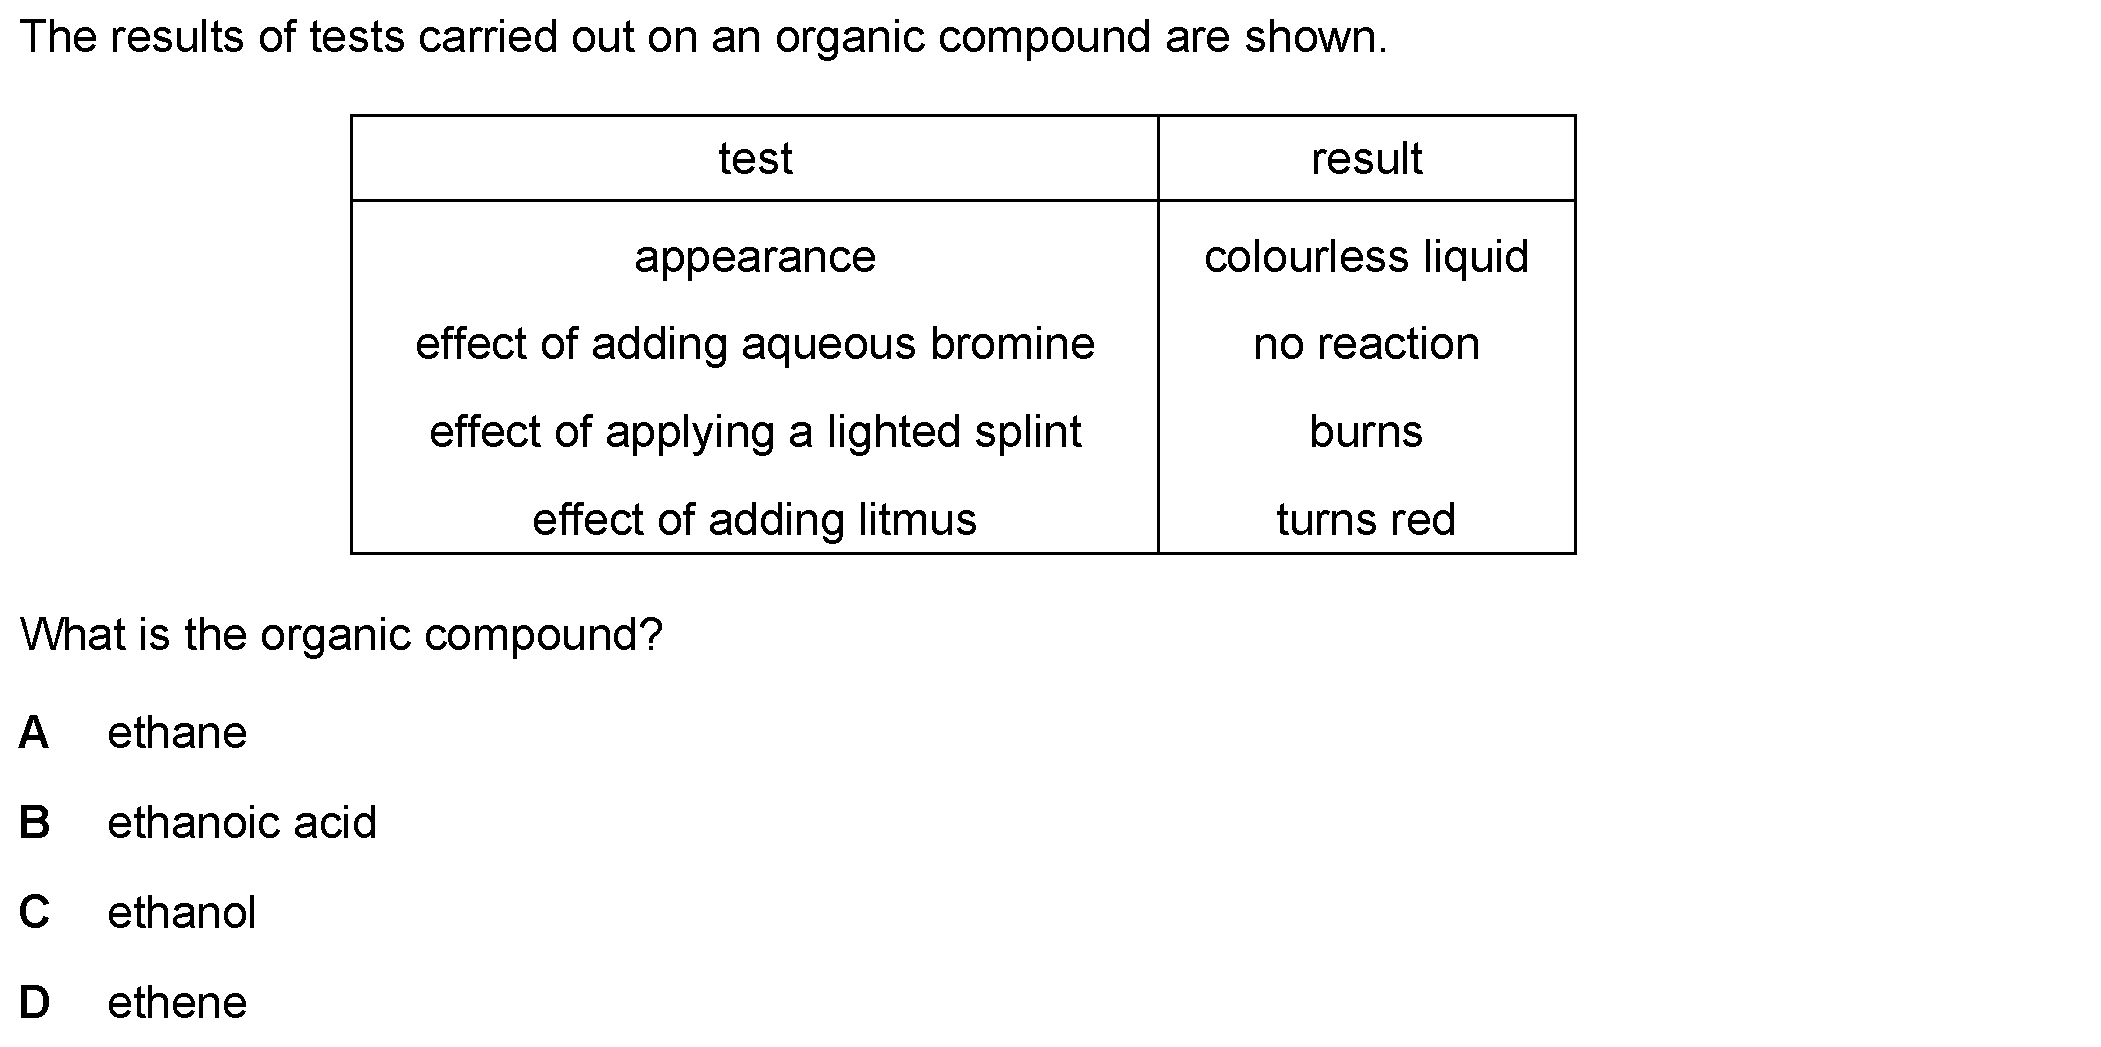 The results of tests carried out on an organic compound are shown.
test result
appearance colourless liquid
effect of adding aqueous bromine no reaction
effect of applying a lighted splint burns
effect of adding litmus turns red
What is the organic compound?
A ethane
B ethanoic acid
C ethanol
D ethene